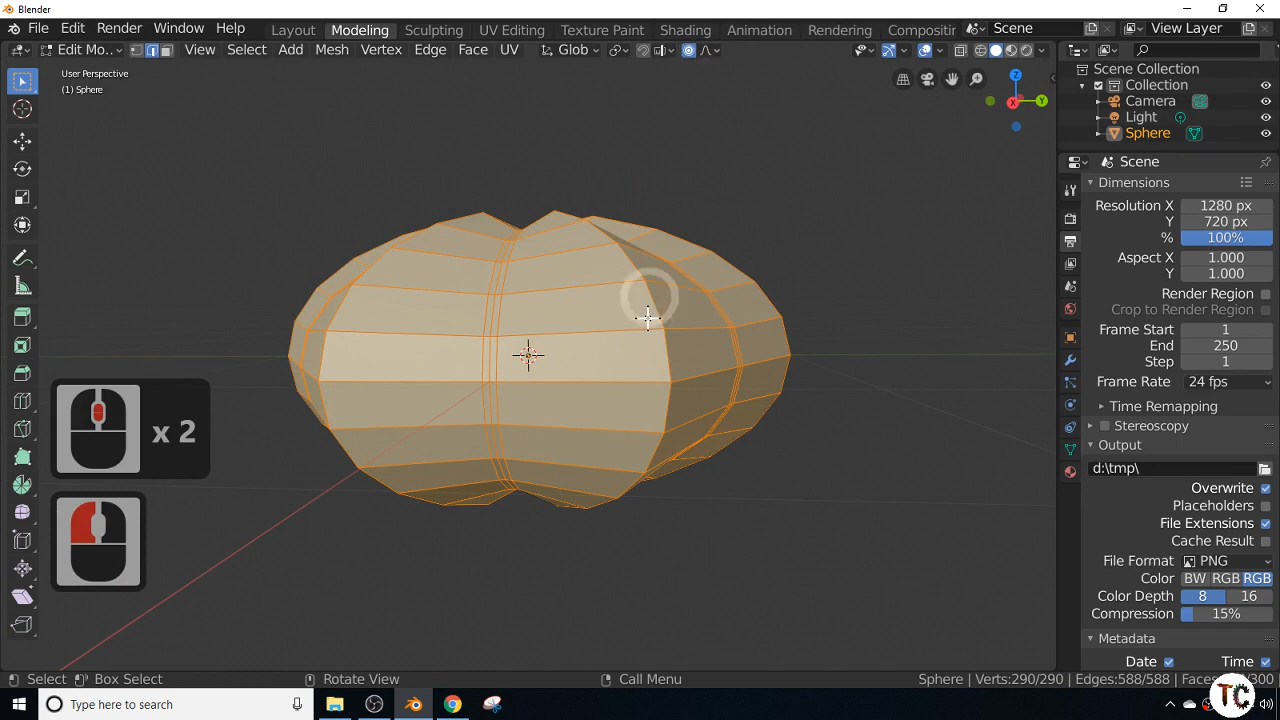 Blender
File Edit Render Window Help Layout Modeling Sculpting UV Editing Texture Paint Shading Animation Rendering Compositi Scene View Layer
Edit Mo... View Select Add Mesh Vertex Edge Face UV Glob
User Perspective
(1) Sphere
Z
Y
X
x 2
Scene Collection
Collection
Camera
Light
Sphere
Scene
Dimensions
Resolution X 1280 px
Y 720 px
% 100%
Aspect X 1.000
Y 1.000
Render Region
Crop to Render Region
Frame Start 1
End 250
Step 1
Frame Rate 24 fps
Time Remapping
Stereoscopy
Output
d:\tmp\
Overwrite
Placeholders
File Extensions
Cache Result
File Format PNG
Color BW RGB RGB
Color Depth 8 16
Compression 15%
Metadata
Date Time
Select Box Select Rotate View Call Menu Sphere | Verts:290/290 | Edges:588/588 | Faces /300
Type here to search
TC